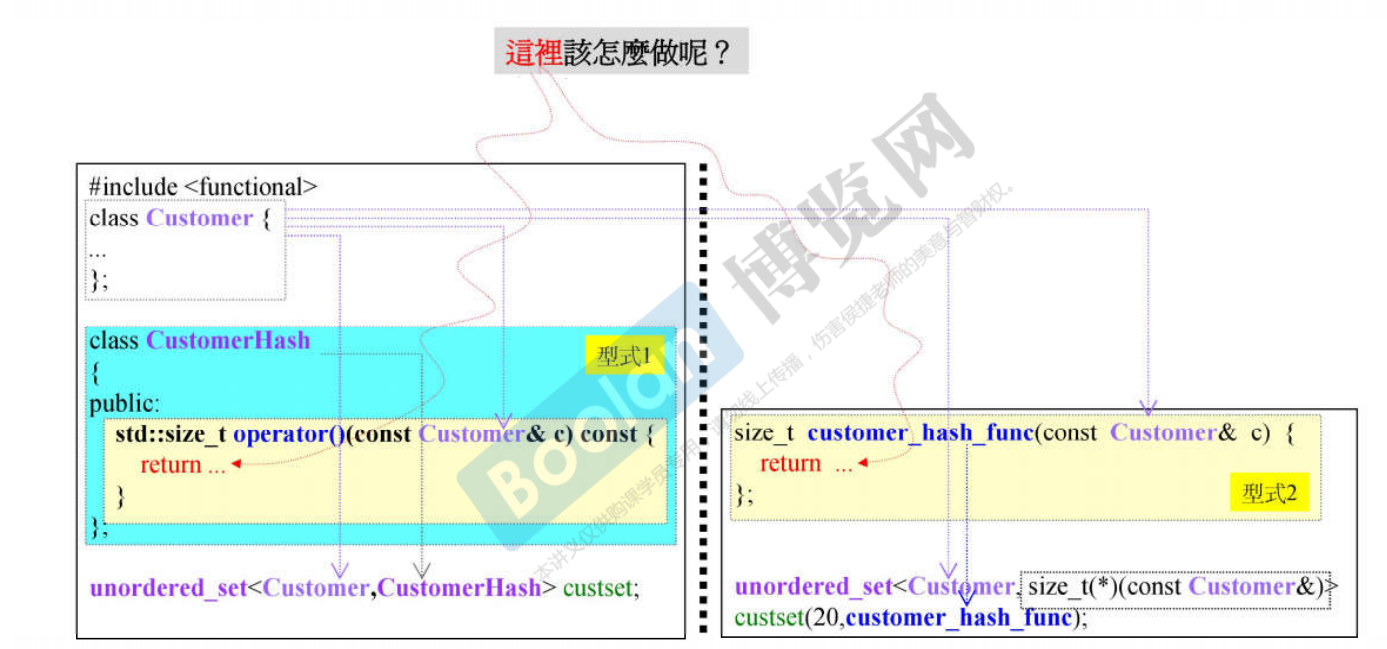 這裡該怎麼做呢？
#include <functional>
class Customer {
...
};
class CustomerHash
型式1
{
public:
std::size_t operator()(const Customer& c) const {
return ...
}
};
unordered_set<Customer,CustomerHash> custset;
size_t customer_hash_func(const Customer& c) {
return ...
};
型式2
unordered_set<Customer, size_t(*)(const Customer&)>
custset(20,customer_hash_func);
Boolan 博览网
本讲义仅供购课学员专用，请勿线上传播，伤害侯捷老师的美意与智财权。